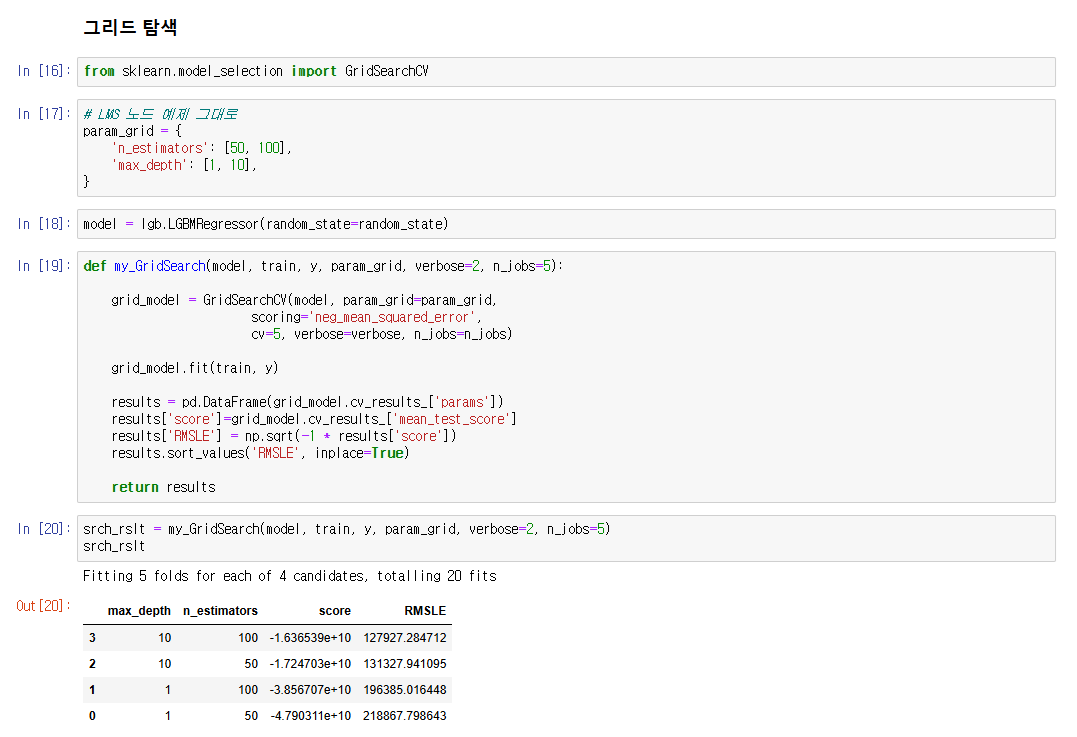 그리드 탐색
In [16]: from sklearn.model_selection import GridSearchCV
In [17]: # LMS 노드 예제 그대로
param_grid = {
    'n_estimators': [50, 100],
    'max_depth': [1, 10],
}
In [18]: model = lgb.LGBMRegressor(random_state=random_state)
In [19]: def my_GridSearch(model, train, y, param_grid, verbose=2, n_jobs=5):
    grid_model = GridSearchCV(model, param_grid=param_grid,
                    scoring='neg_mean_squared_error',
                    cv=5, verbose=verbose, n_jobs=n_jobs)
    grid_model.fit(train, y)
    results = pd.DataFrame(grid_model.cv_results_['params'])
    results['score']=grid_model.cv_results_['mean_test_score']
    results['RMSLE'] = np.sqrt(-1 * results['score'])
    results.sort_values('RMSLE', inplace=True)
    return results
In [20]: srch_rslt = my_GridSearch(model, train, y, param_grid, verbose=2, n_jobs=5)
srch_rslt
Fitting 5 folds for each of 4 candidates, totalling 20 fits
Out[20]:
max_depth n_estimators score RMSLE
3 10 100 -1.636539e+10 127927.284712
2 10 50 -1.724703e+10 131327.941095
1 1 100 -3.856707e+10 196385.016448
0 1 50 -4.790311e+10 218867.798643